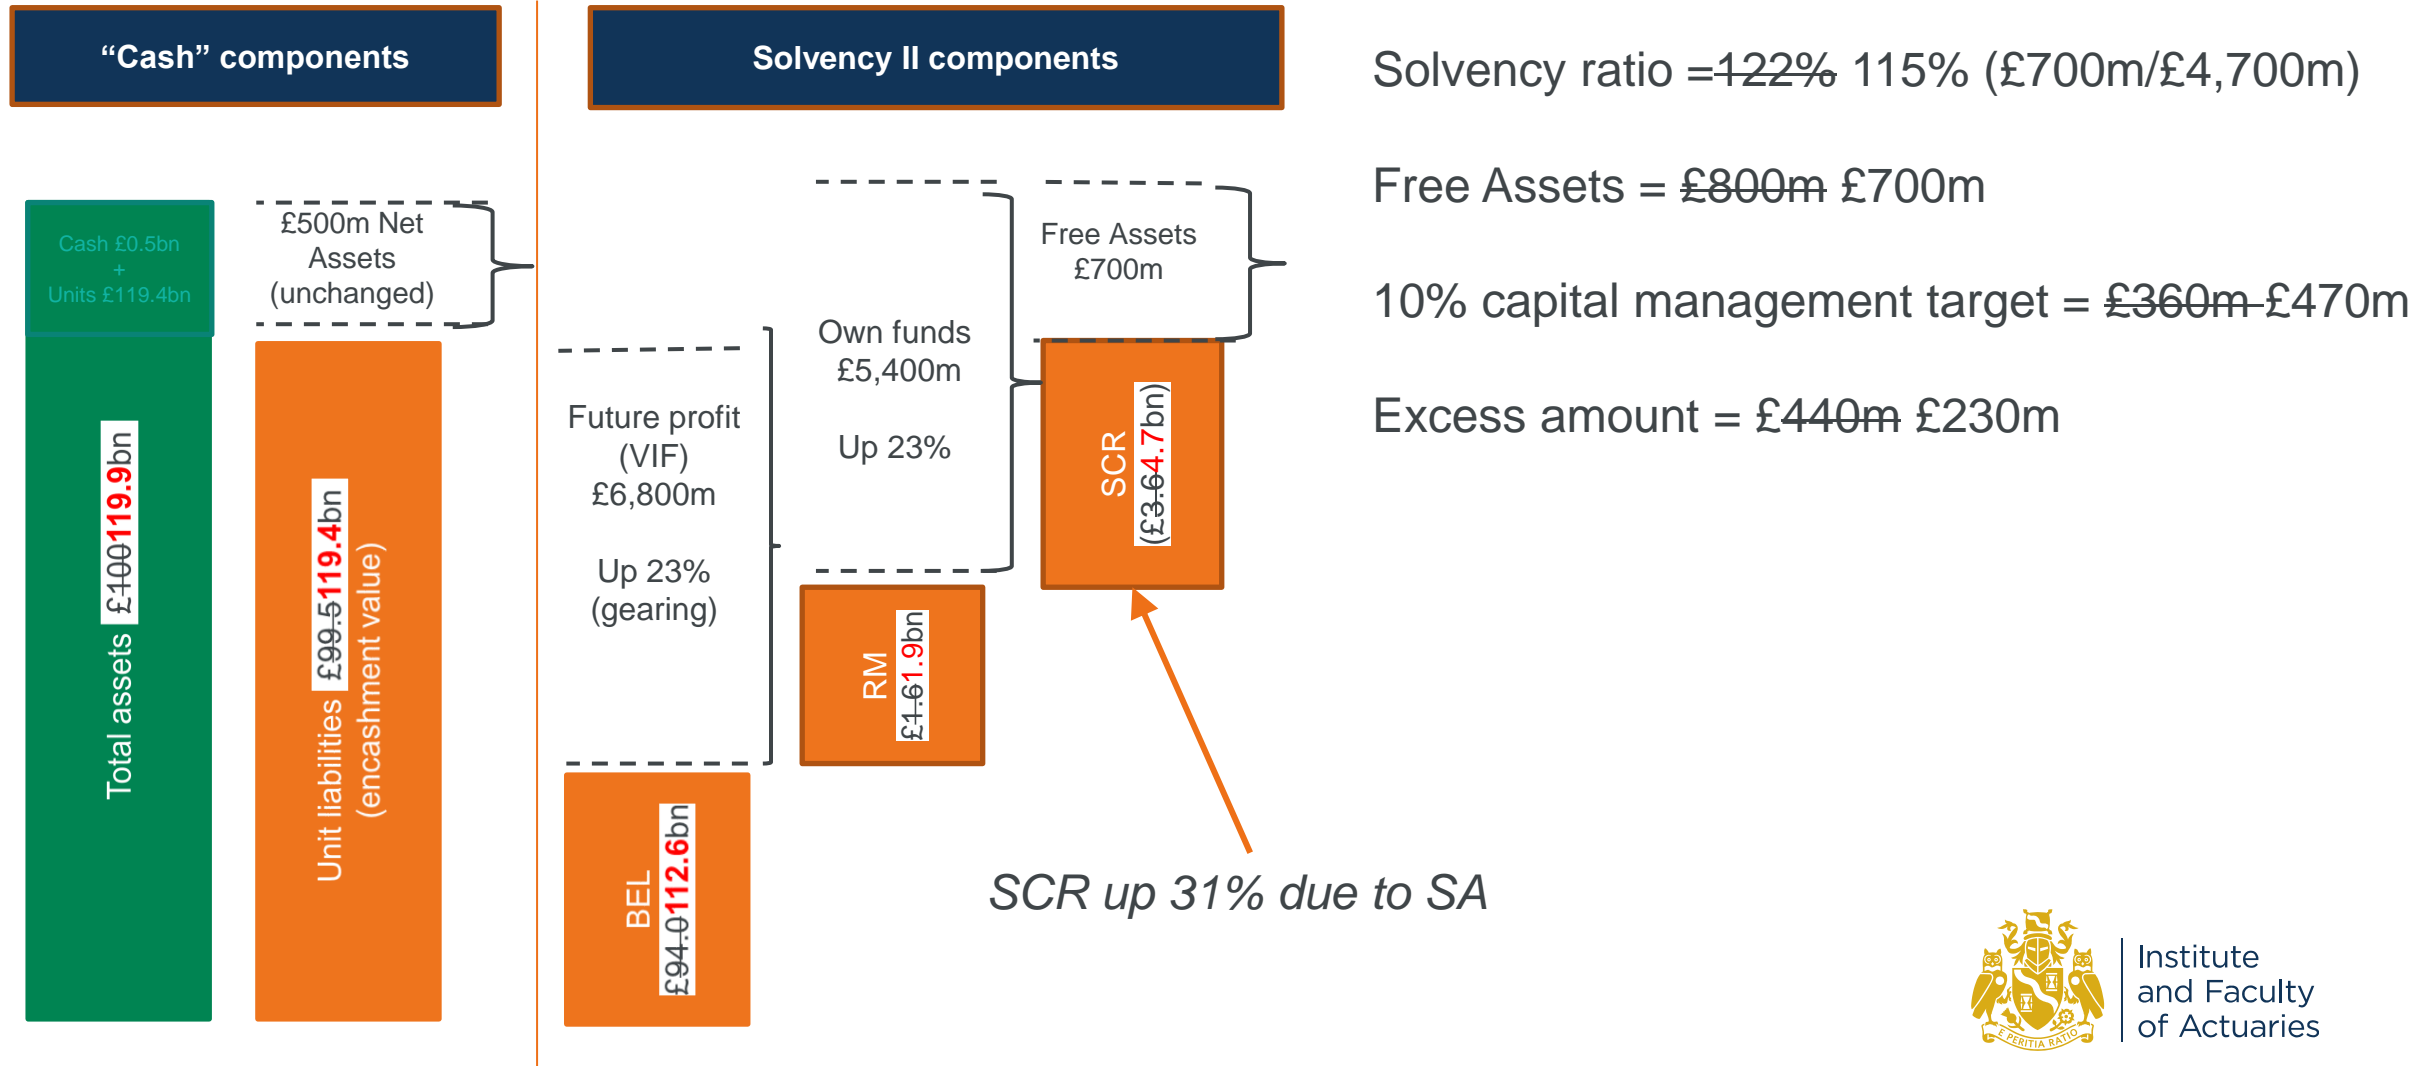 “Cash” components
Solvency II components
Solvency ratio =122% 115% (£700m/£4,700m)
Free Assets = £800m £700m
10% capital management target = £360m £470m
Excess amount = £440m £230m
Cash £0.5bn
+
Units £119.4bn
Total assets £100119.9bn
£500m Net
Assets
(unchanged)
Unit liabilities £99.5119.4bn
(encashment value)
Future profit
(VIF)
£6,800m
Up 23%
(gearing)
BEL
£94.0112.6bn
Own funds
£5,400m
Up 23%
RM
£1.61.9bn
Free Assets
£700m
SCR
(£3.64.7bn)
SCR up 31% due to SA
E PERITIA RATIO
Institute
and Faculty
of Actuaries